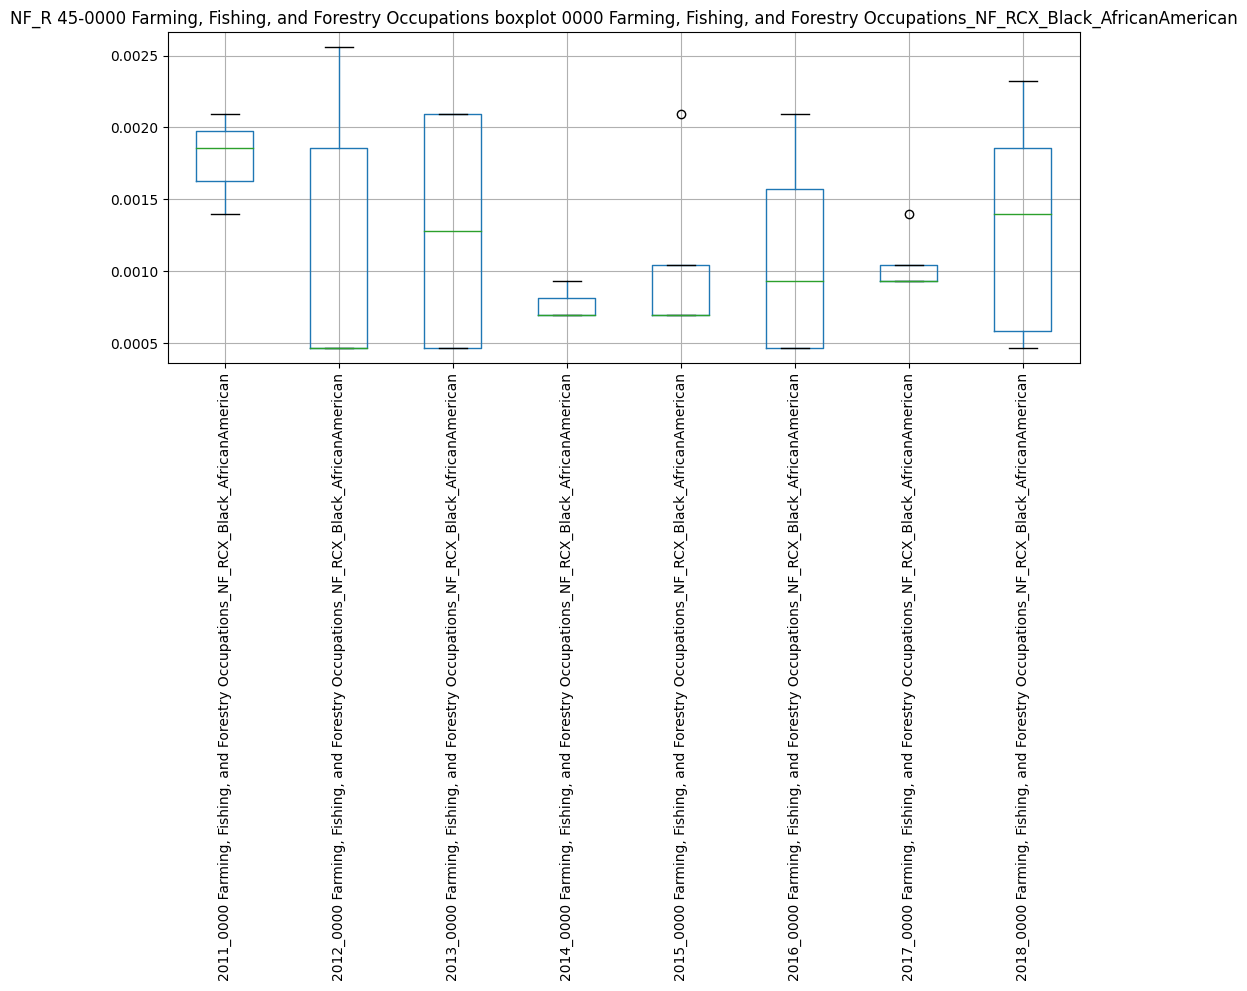 NF_R 45-0000 Farming, Fishing, and Forestry Occupations boxplot 0000 Farming, Fishing, and Forestry Occupations_NF_RCX_Black_AfricanAmerican
0.0025
0.0020
0.0015
0.0010
0.0005
2011_0000 Farming, Fishing, and Forestry Occupations_NF_RCX_Black_AfricanAmerican
2012_0000 Farming, Fishing, and Forestry Occupations_NF_RCX_Black_AfricanAmerican
2013_0000 Farming, Fishing, and Forestry Occupations_NF_RCX_Black_AfricanAmerican
2014_0000 Farming, Fishing, and Forestry Occupations_NF_RCX_Black_AfricanAmerican
2015_0000 Farming, Fishing, and Forestry Occupations_NF_RCX_Black_AfricanAmerican
2016_0000 Farming, Fishing, and Forestry Occupations_NF_RCX_Black_AfricanAmerican
2017_0000 Farming, Fishing, and Forestry Occupations_NF_RCX_Black_AfricanAmerican
2018_0000 Farming, Fishing, and Forestry Occupations_NF_RCX_Black_AfricanAmerican